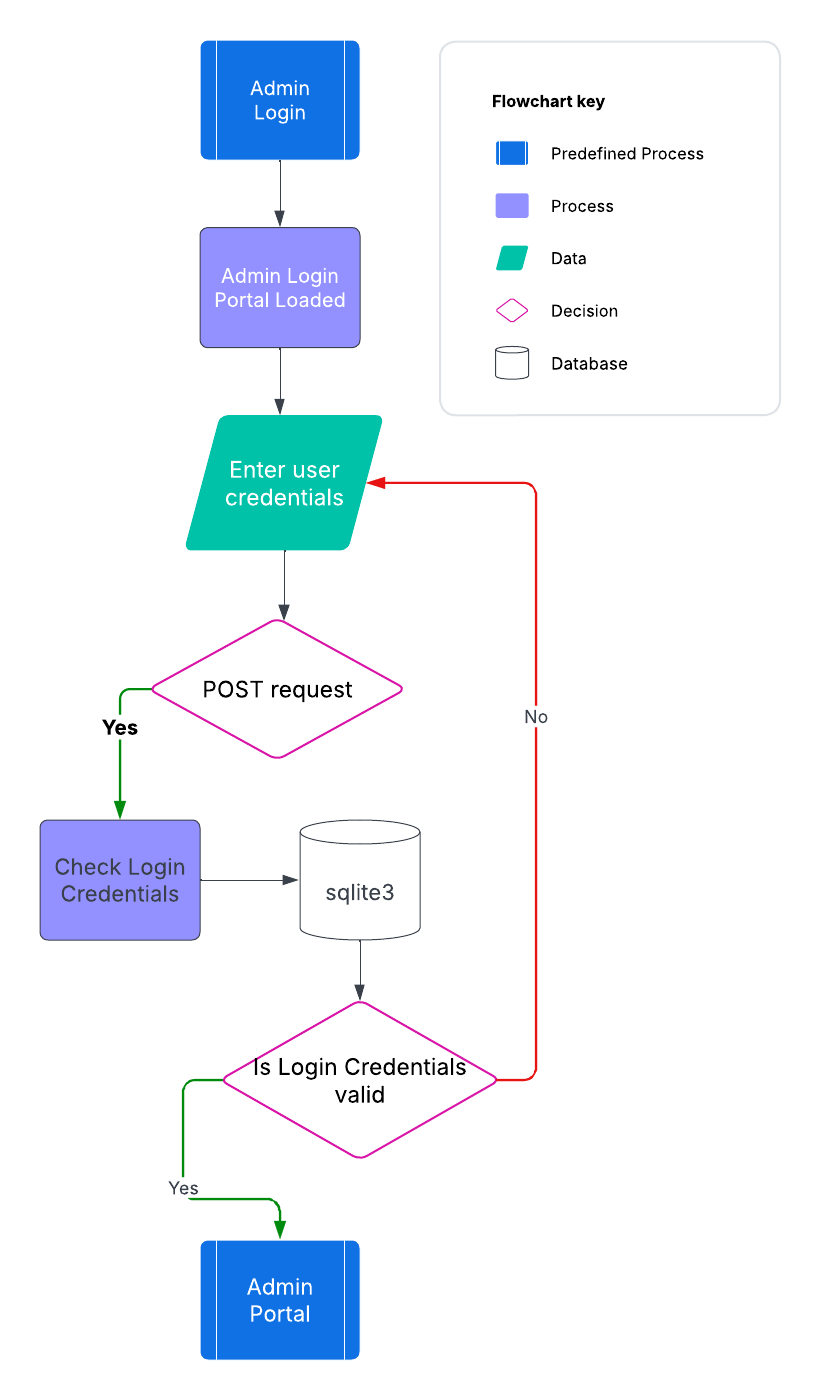 Admin
Login
Flowchart key
Predefined Process
Process
Data
Decision
Database
Admin Login
Portal Loaded
Enter user
credentials
POST request
Yes
No
Check Login
Credentials
sqlite3
Is Login Credentials
valid
Yes
Admin
Portal